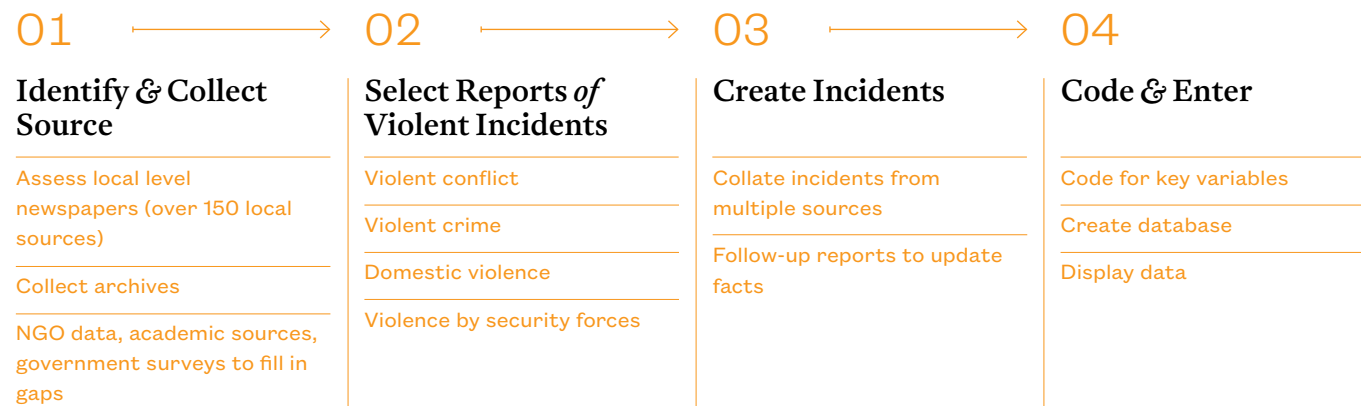 01
Identify & Collect
Source
Assess local level
newspapers (over 150 local
sources)
Collect archives
NGO data, academic sources,
government surveys to fill in
gaps
02
Select Reports of
Violent Incidents
Violent conflict
Violent crime
Domestic violence
Violence by security forces
03
Create Incidents
Collate incidents from
multiple sources
Follow-up reports to update
facts
04
Code & Enter
Code for key variables
Create database
Display data